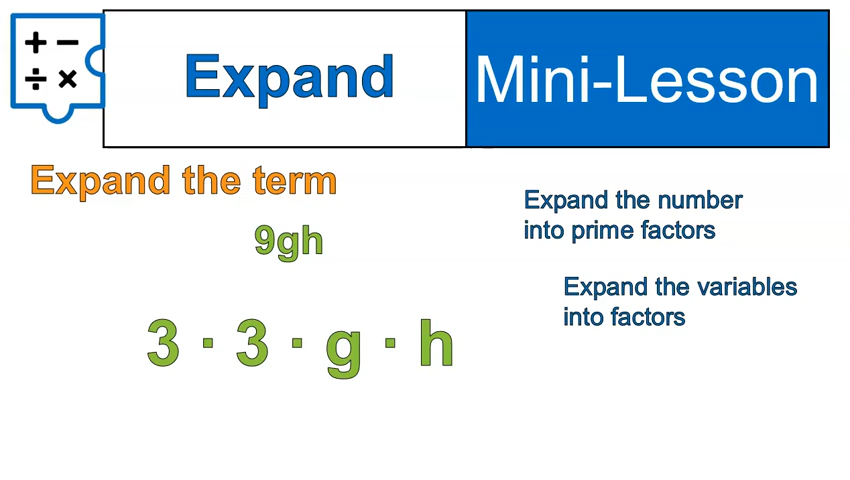 + −
÷ ×
Expand
Mini-Lesson
Expand the term
9gh
3 · 3 · g · h
Expand the number
into prime factors
Expand the variables
into factors